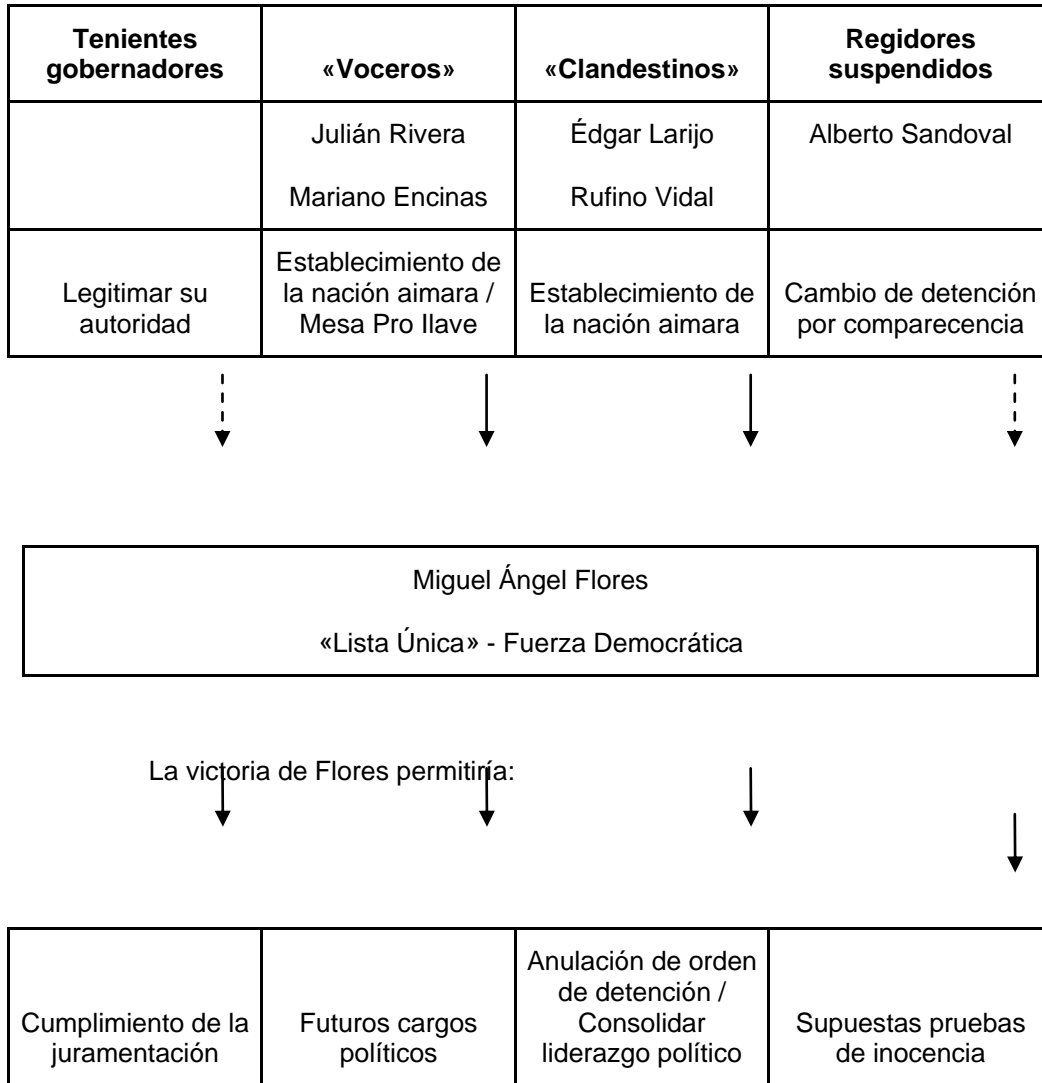 Tenientes
gobernadores
«Voceros»
«Clandestinos»
Regidores
suspendidos
Julián Rivera
Mariano Encinas
Édgar Larijo
Rufino Vidal
Alberto Sandoval
Legitimar su
autoridad
Establecimiento de
la nación aimara /
Mesa Pro Ilave
Establecimiento de
la nación aimara
Cambio de detención
por comparecencia
Miguel Ángel Flores
«Lista Única» - Fuerza Democrática
La victoria de Flores permitiría:
Cumplimiento de la
juramentación
Futuros cargos
políticos
Anulación de orden
de detención /
Consolidar
liderazgo político
Supuestas pruebas
de inocencia